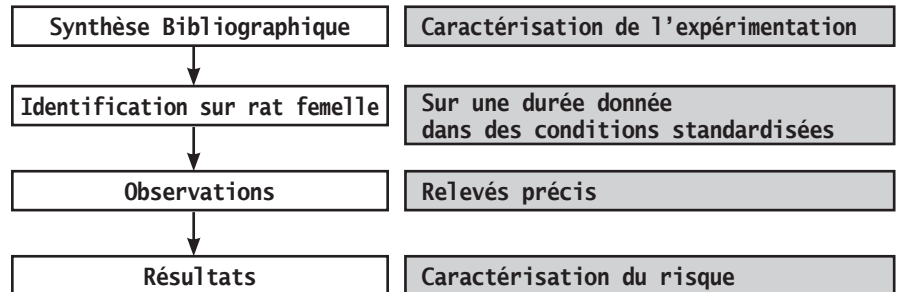 Synthèse Bibliographique
Caractérisation de l'expérimentation
Identification sur rat femelle
Sur une durée donnée
dans des conditions standardisées
Observations
Relevés précis
Résultats
Caractérisation du risque